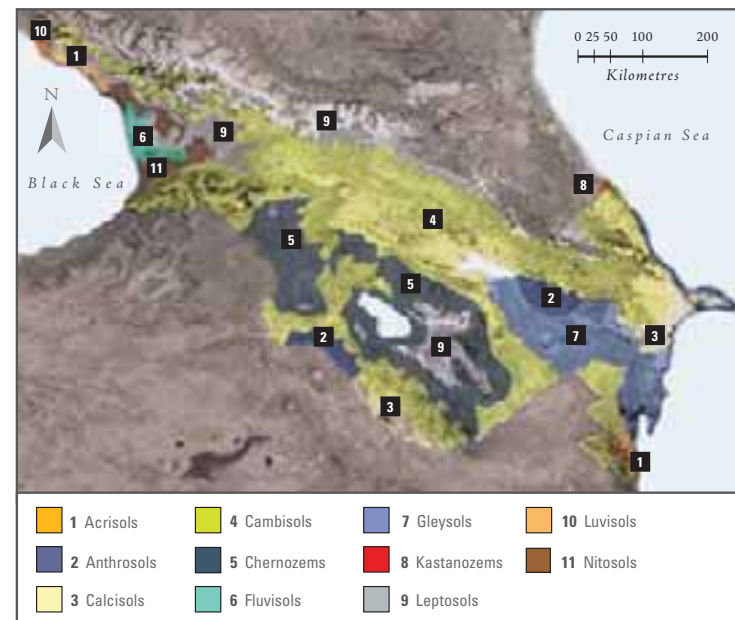 10
1
0 25 50 100 200
Kilometres
N
9
9
Caspian Sea
6
11
8
Black Sea
4
5
5
2
2
7
3
9
3
1
1 Acrisols
4 Cambisols
7 Gleysols
10 Luvisols
2 Anthrosols
5 Chernozems
8 Kastanozems
11 Nitosols
3 Calcisols
6 Fluvisols
9 Leptosols